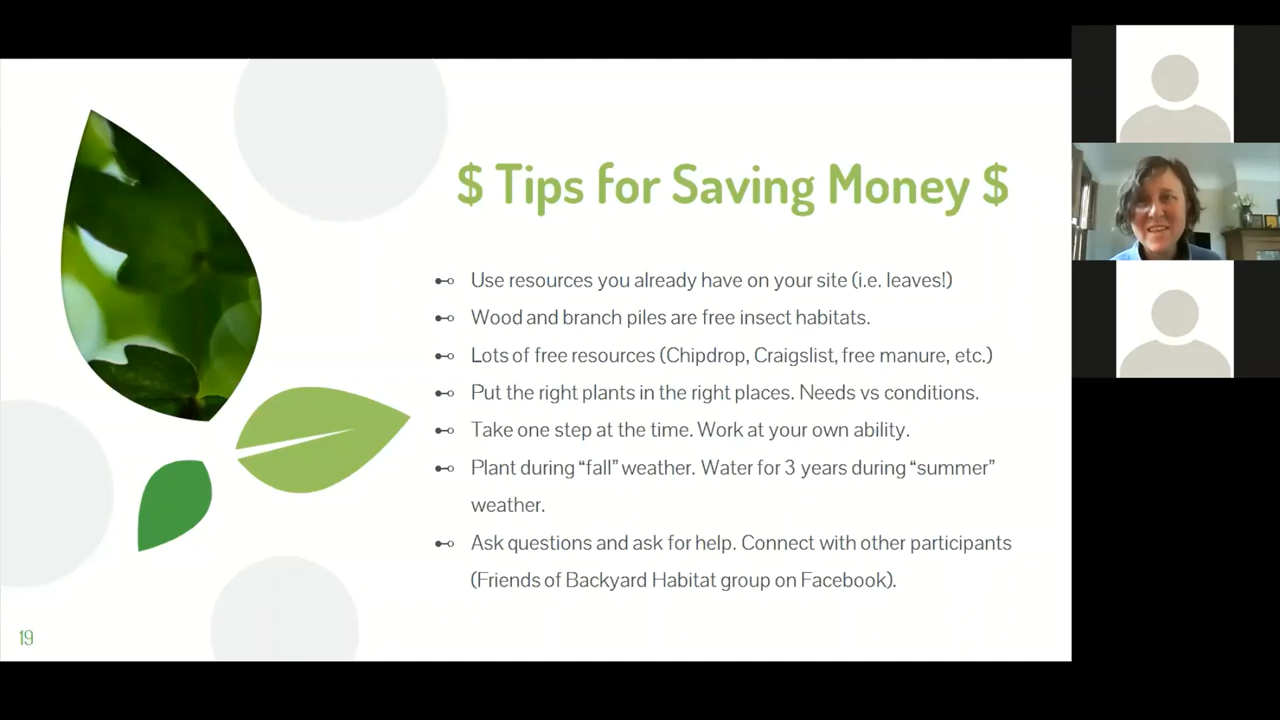 $ Tips for Saving Money $
Use resources you already have on your site (i.e. leaves!)
Wood and branch piles are free insect habitats.
Lots of free resources (Chipdrop, Craigslist, free manure, etc.)
Put the right plants in the right places. Needs vs conditions.
Take one step at the time. Work at your own ability.
Plant during “fall” weather. Water for 3 years during “summer”
weather.
Ask questions and ask for help. Connect with other participants
(Friends of Backyard Habitat group on Facebook).
19